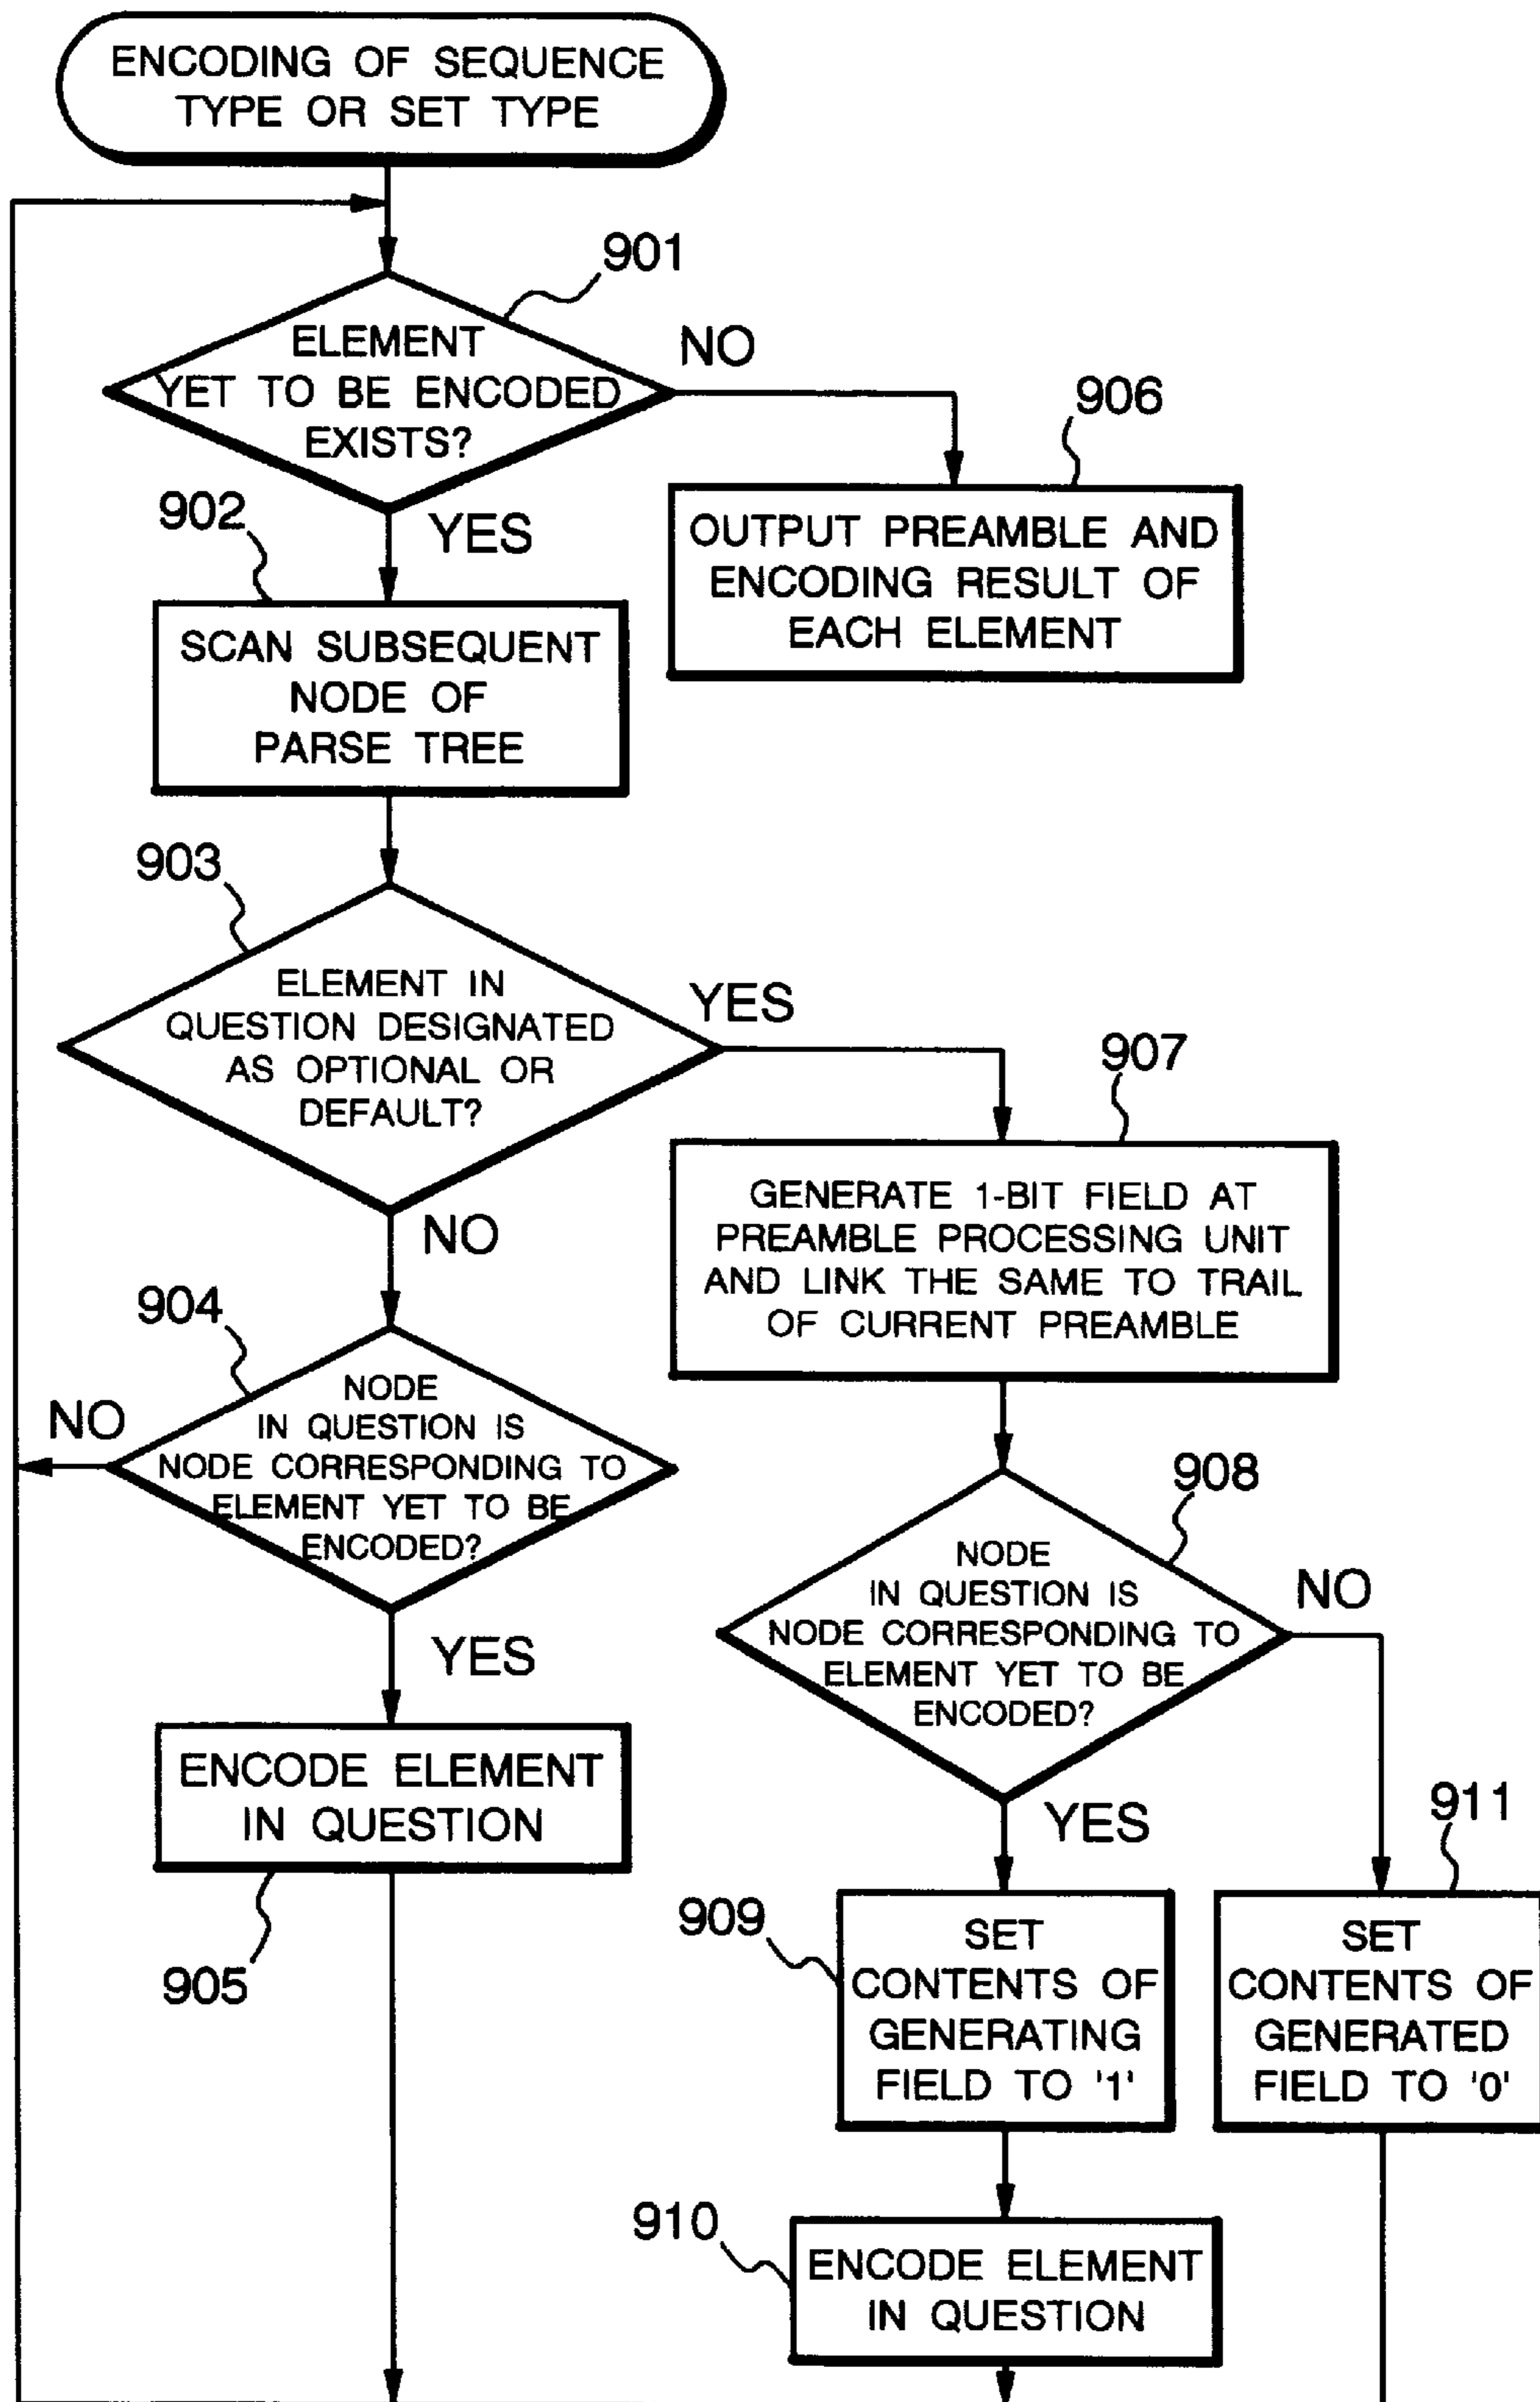 ENCODING OF SEQUENCE
TYPE OR SET TYPE
901
ELEMENT
YET TO BE ENCODED
EXISTS?
NO
YES
906
OUTPUT PREAMBLE AND
ENCODING RESULT OF
EACH ELEMENT
902
SCAN SUBSEQUENT
NODE OF
PARSE TREE
903
ELEMENT IN
QUESTION DESIGNATED
AS OPTIONAL OR
DEFAULT?
YES
NO
907
GENERATE 1-BIT FIELD AT
PREAMBLE PROCESSING UNIT
AND LINK THE SAME TO TRAIL
OF CURRENT PREAMBLE
904
NODE
IN QUESTION IS
NODE CORRESPONDING TO
ELEMENT YET TO BE
ENCODED?
NO
YES
ENCODE ELEMENT
IN QUESTION
905
908
NODE
IN QUESTION IS
NODE CORRESPONDING TO
ELEMENT YET TO BE
ENCODED?
NO
YES
909
SET
CONTENTS OF
GENERATING
FIELD TO '1'
911
SET
CONTENTS OF
GENERATED
FIELD TO '0'
910
ENCODE ELEMENT
IN QUESTION